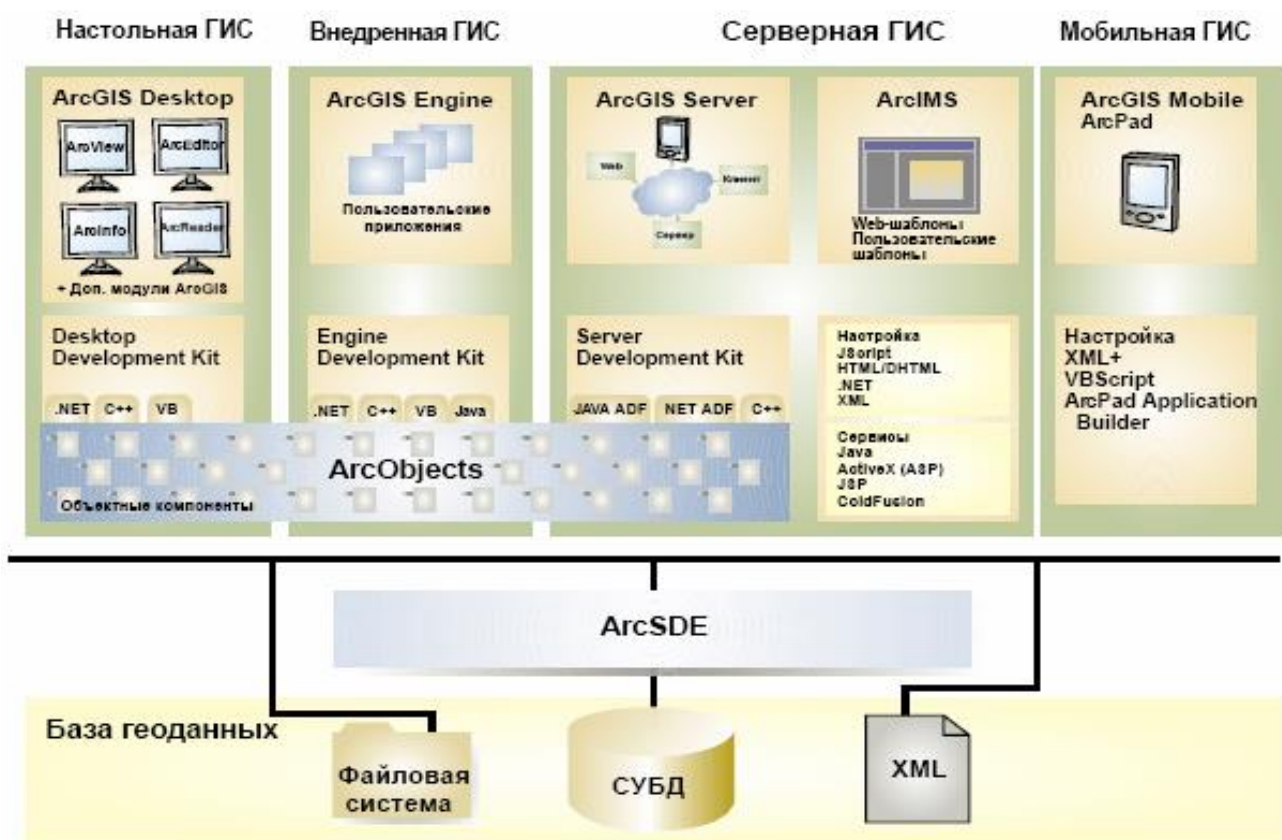 Настольная ГИС
Внедренная ГИС
Серверная ГИС
Мобильная ГИС
ArcGIS Desktop
ArcView
ArcEditor
ArcInfo
ArcReader
+ Доп. модули ArcGIS
ArcGIS Engine
Пользовательские
приложения
ArcGIS Server
Web
Клиент
Сервер
ArcIMS
Web-шаблоны
Пользовательские
шаблоны
ArcGIS Mobile
ArcPad
Desktop
Development Kit
.NET C++ VB
Engine
Development Kit
.NET C++ VB Java
Server
Development Kit
JAVA ADF NET ADF C++
Настройка
JScript
HTML/DHTML
.NET
XML
Сервисы
Java
ActiveX (ASP)
JSP
ColdFusion
Настройка
XML+
VBScript
ArcPad Application
Builder
ArcObjects
Объектные компоненты
ArcSDE
База геоданных
Файловая
система
СУБД
XML